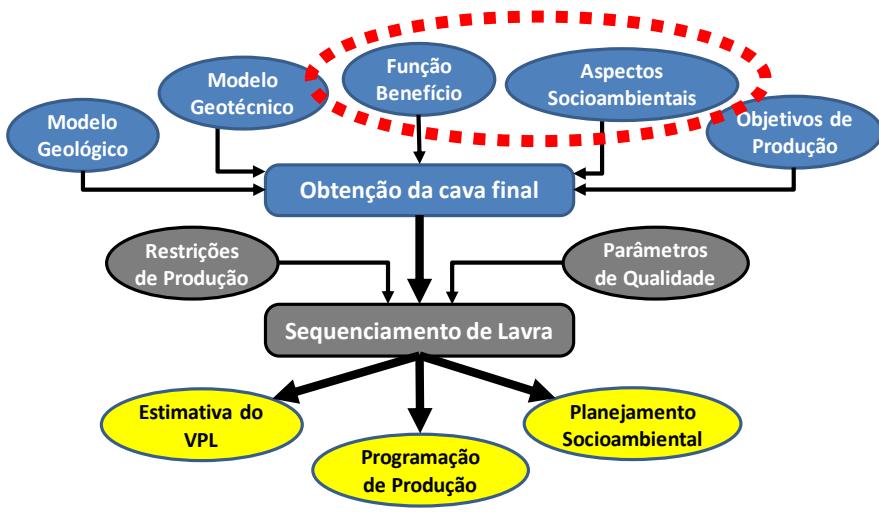 Modelo
Geológico
Modelo
Geotécnico
Função
Benefício
Aspectos
Socioambientais
Objetivos de
Produção
Obtenção da cava final
Restrições
de Produção
Parâmetros
de Qualidade
Sequenciamento de Lavra
Estimativa do
VPL
Programação
de Produção
Planejamento
Socioambiental